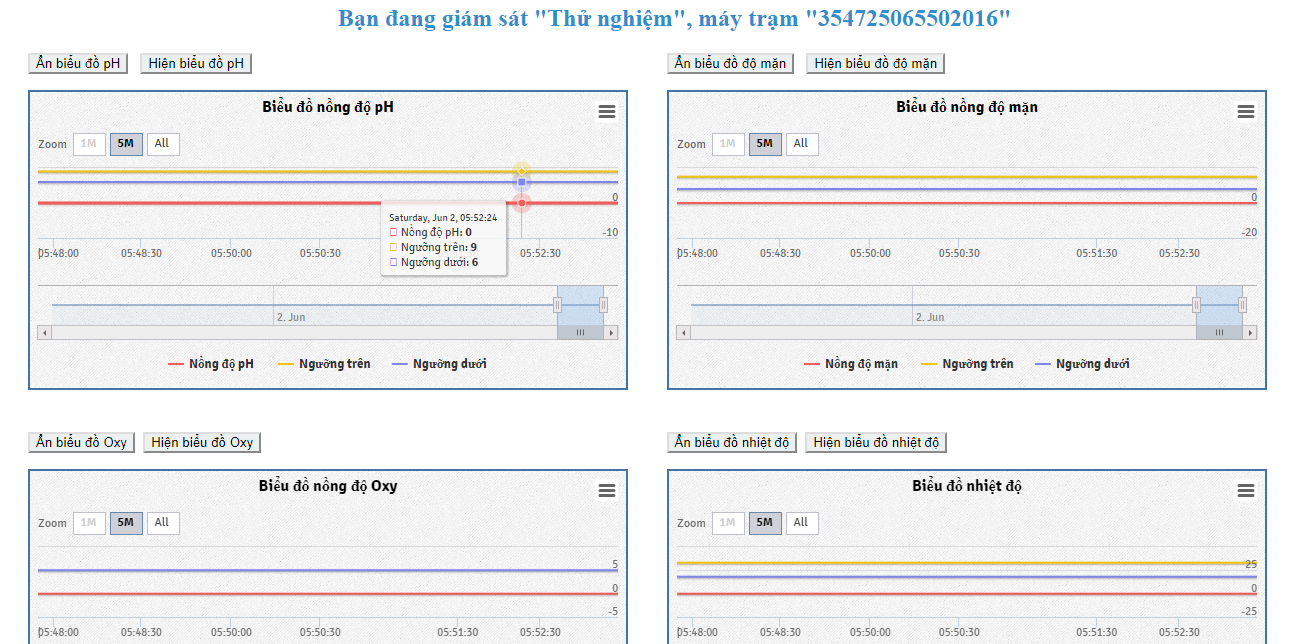 Bạn đang giám sát "Thử nghiệm", máy trạm "354725065502016"
Ẩn biểu đồ pH Hiện biểu đồ pH
Biểu đồ nồng độ pH
Zoom 1M 5M All
0
-10
Saturday, Jun 2, 05:52:24
Nồng độ pH: 0
Ngưỡng trên: 9
Ngưỡng dưới: 6
05:48:00 05:48:30 05:50:00 05:50:30 05:52:30
2. Jun
Nồng độ pH Ngưỡng trên Ngưỡng dưới
Ẩn biểu đồ độ mặn Hiện biểu đồ độ mặn
Biểu đồ nồng độ mặn
Zoom 1M 5M All
0
-20
05:48:00 05:48:30 05:50:00 05:50:30 05:51:30 05:52:30
2. Jun
Nồng độ mặn Ngưỡng trên Ngưỡng dưới
Ẩn biểu đồ Oxy Hiện biểu đồ Oxy
Biểu đồ nồng độ Oxy
Zoom 1M 5M All
5
0
-5
05:48:00 05:48:30 05:50:00 05:50:30 05:51:30 05:52:30
Ẩn biểu đồ nhiệt độ Hiện biểu đồ nhiệt độ
Biểu đồ nhiệt độ
Zoom 1M 5M All
25
0
-25
05:48:00 05:48:30 05:50:00 05:50:30 05:51:30 05:52:30